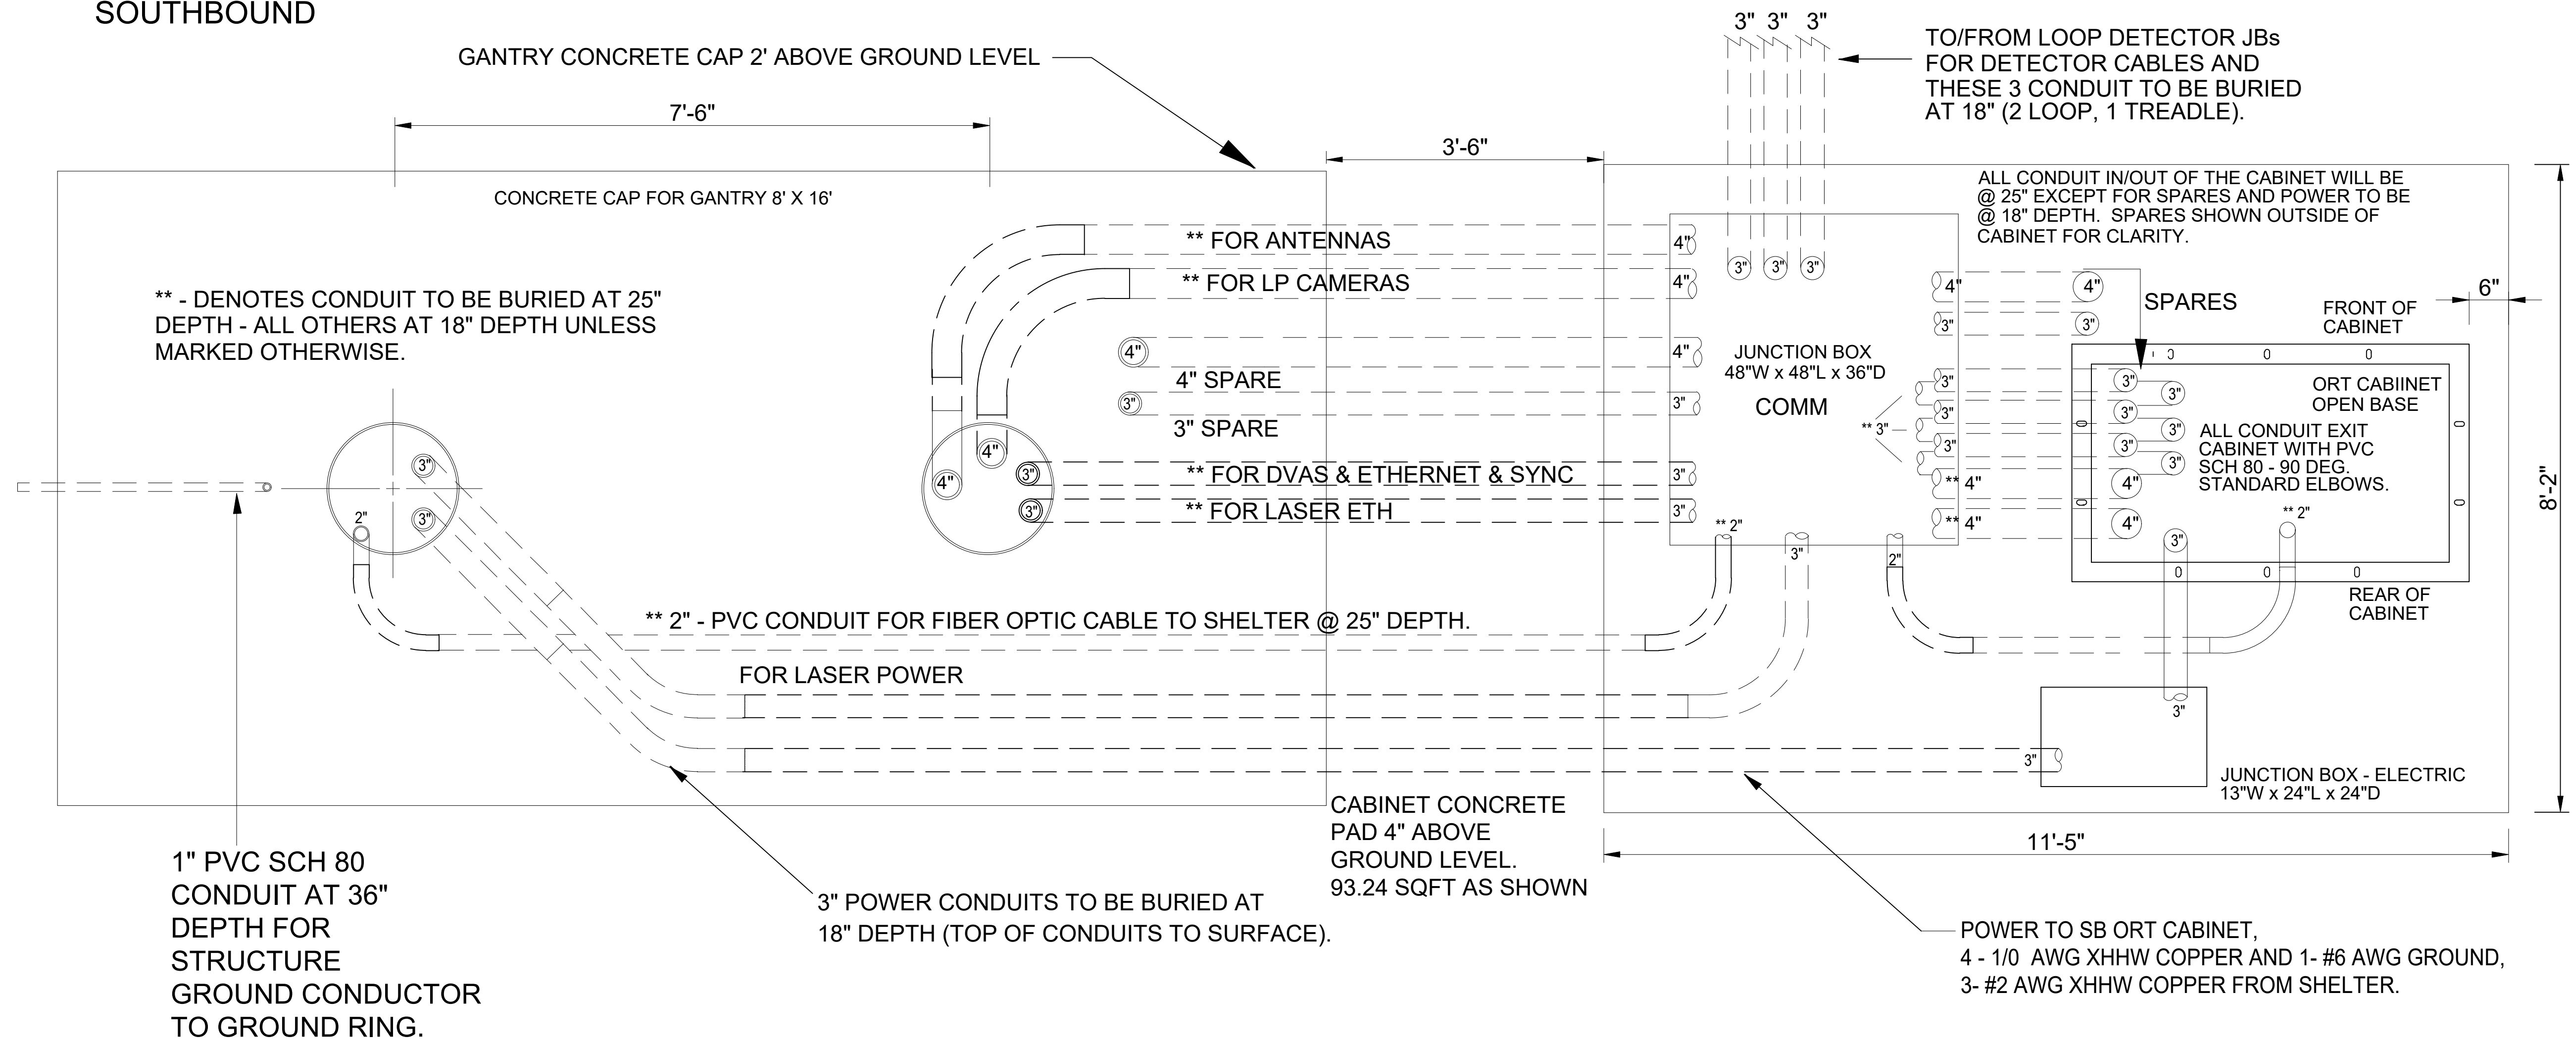 SOUTHBOUND
GANTRY CONCRETE CAP 2' ABOVE GROUND LEVEL
3" 3" 3"
TO/FROM LOOP DETECTOR JBs
FOR DETECTOR CABLES AND
THESE 3 CONDUIT TO BE BURIED
AT 18" (2 LOOP, 1 TREADLE).
7'-6"
3'-6"
CONCRETE CAP FOR GANTRY 8' X 16'
ALL CONDUIT IN/OUT OF THE CABINET WILL BE
@ 25" EXCEPT FOR SPARES AND POWER TO BE
@ 18" DEPTH.  SPARES SHOWN OUTSIDE OF
CABINET FOR CLARITY.
** FOR ANTENNAS
4"
3" 3" 3"
** FOR LP CAMERAS
4"
** - DENOTES CONDUIT TO BE BURIED AT 25"
DEPTH - ALL OTHERS AT 18" DEPTH UNLESS
MARKED OTHERWISE.
4" 4"
SPARES
6"
3" 3"
FRONT OF
CABINET
4"
4"
4" SPARE
JUNCTION BOX
48"W x 48"L x 36"D
COMM
3"
3"
3" SPARE
** 3"
3"
3"
3"
3"
3"
3"
3"
3"
3"
ORT CABIINET
OPEN BASE
ALL CONDUIT EXIT
CABINET WITH PVC
SCH 80 - 90 DEG.
STANDARD ELBOWS.
8'-2"
3"
4"
4"
3"
** FOR DVAS & ETHERNET & SYNC
3"
** 4"
4"
3"
** FOR LASER ETH
3"
** 4"
4"
2"
3"
** 2"
3"
2"
3"
** 2"
REAR OF
CABINET
** 2" - PVC CONDUIT FOR FIBER OPTIC CABLE TO SHELTER @ 25" DEPTH.
FOR LASER POWER
3"
3"
JUNCTION BOX - ELECTRIC
13"W x 24"L x 24"D
CABINET CONCRETE
PAD 4" ABOVE
GROUND LEVEL.
93.24 SQFT AS SHOWN
11'-5"
1" PVC SCH 80
CONDUIT AT 36"
DEPTH FOR
STRUCTURE
GROUND CONDUCTOR
TO GROUND RING.
3" POWER CONDUITS TO BE BURIED AT
18" DEPTH (TOP OF CONDUITS TO SURFACE).
POWER TO SB ORT CABINET,
4 - 1/0  AWG XHHW COPPER AND 1- #6 AWG GROUND,
3- #2 AWG XHHW COPPER FROM SHELTER.